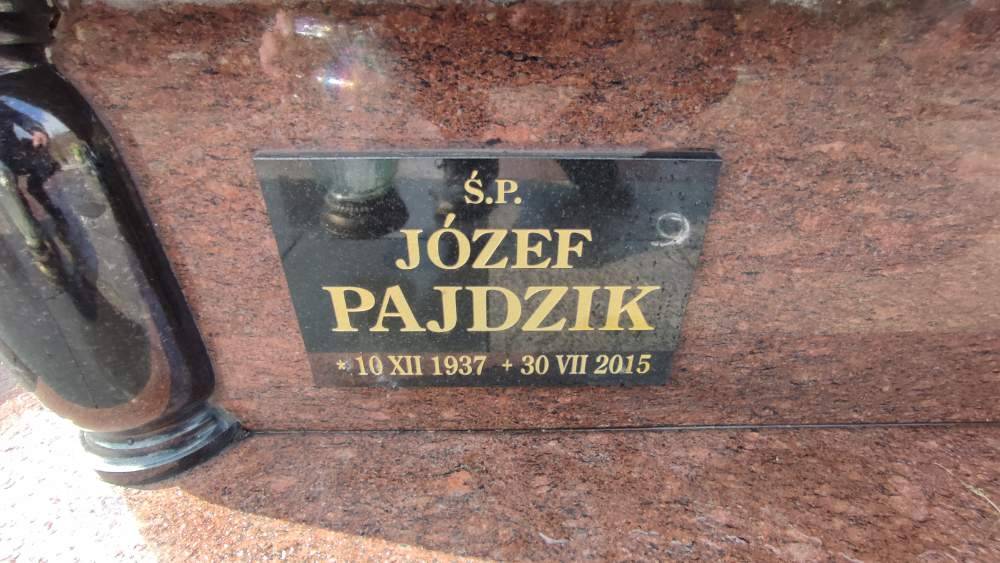 Ś.P.
JÓZEF
PAJDZIK
* 10 XII 1937 + 30 VII 2015